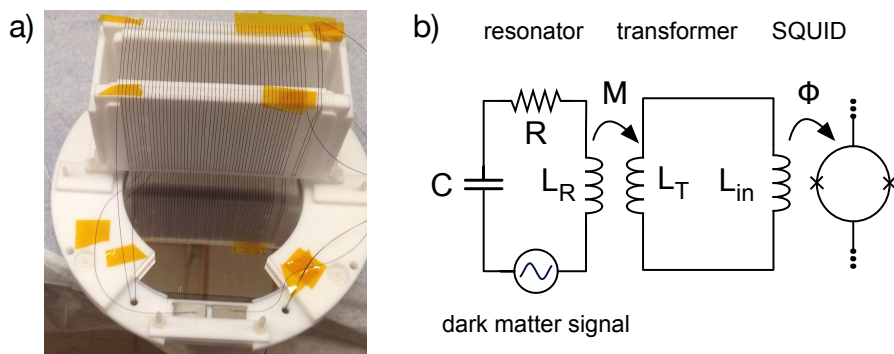 a)
b)
resonator transformer SQUID
M
Φ
R
C
L_R
L_T
L_in
dark matter signal